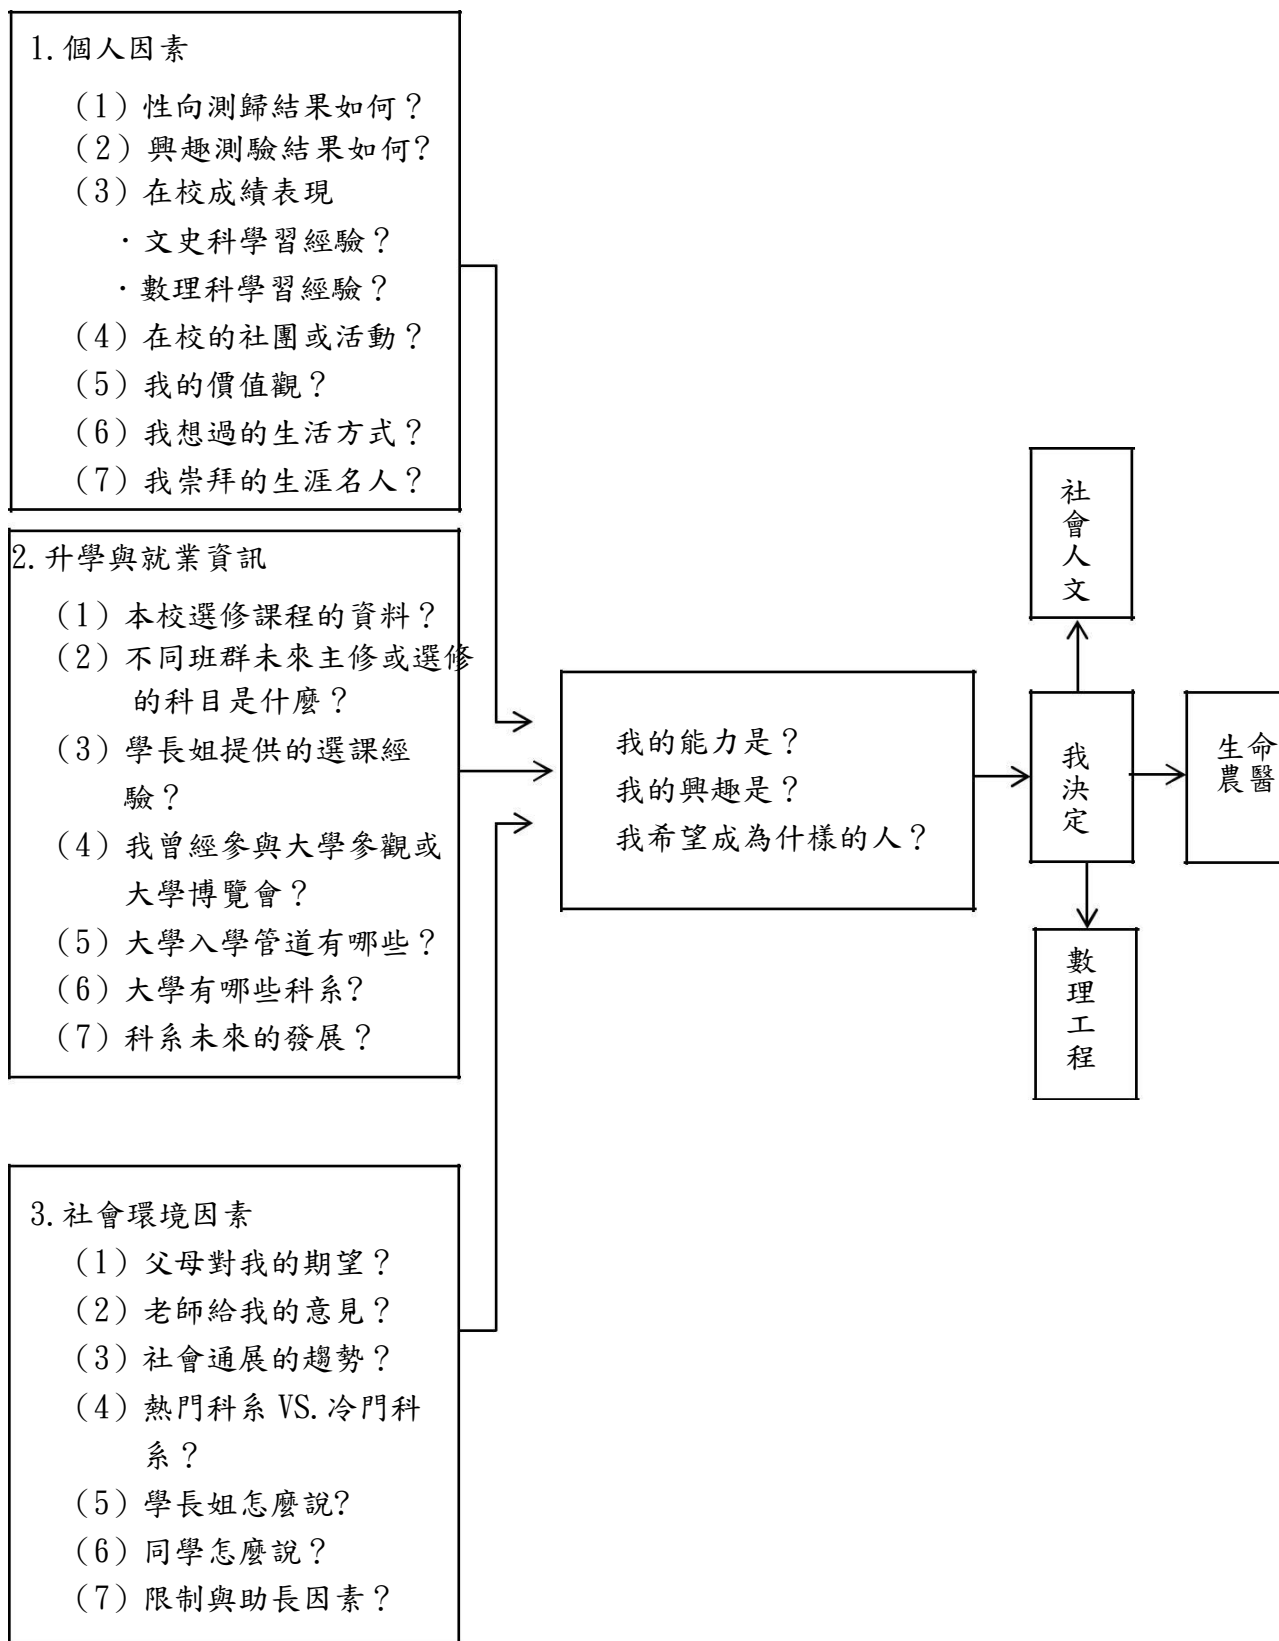 1.個人因素
（1）性向測歸結果如何？
（2）興趣測驗結果如何?
（3）在校成績表現
・文史科學習經驗？
・數理科學習經驗？
（4）在校的社團或活動？
（5）我的價值觀？
（6）我想過的生活方式？
（7）我崇拜的生涯名人？
2.升學與就業資訊
（1）本校選修課程的資料？
（2）不同班群未來主修或選修
的科目是什麼？
（3）學長姐提供的選課經
驗？
（4）我曾經參與大學參觀或
大學博覽會？
（5）大學入學管道有哪些？
（6）大學有哪些科系?
（7）科系未來的發展？
3.社會環境因素
（1）父母對我的期望？
（2）老師給我的意見？
（3）社會通展的趨勢？
（4）熱門科系 VS.冷門科
系？
（5）學長姐怎麼說?
（6）同學怎麼說？
（7）限制與助長因素？
我的能力是？
我的興趣是？
我希望成為什樣的人？
社會人文
我決定
生命
農醫
數理工程